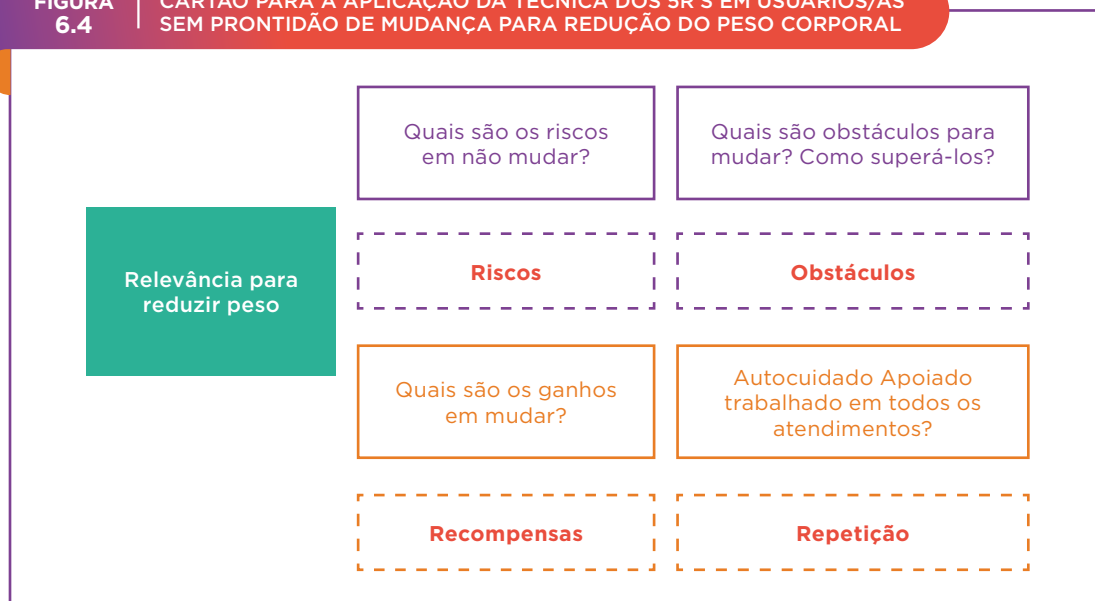 FIGURA
6.4
CARTÃO PARA A APLICAÇÃO DA TÉCNICA DOS 5R'S EM USUÁRIOS/AS
SEM PRONTIDÃO DE MUDANÇA PARA REDUÇÃO DO PESO CORPORAL
Relevância para
reduzir peso
Quais são os riscos
em não mudar?
Quais são obstáculos para
mudar? Como superá-los?
Riscos
Obstáculos
Quais são os ganhos
em mudar?
Autocuidado Apoiado
trabalhado em todos os
atendimentos?
Recompensas
Repetição